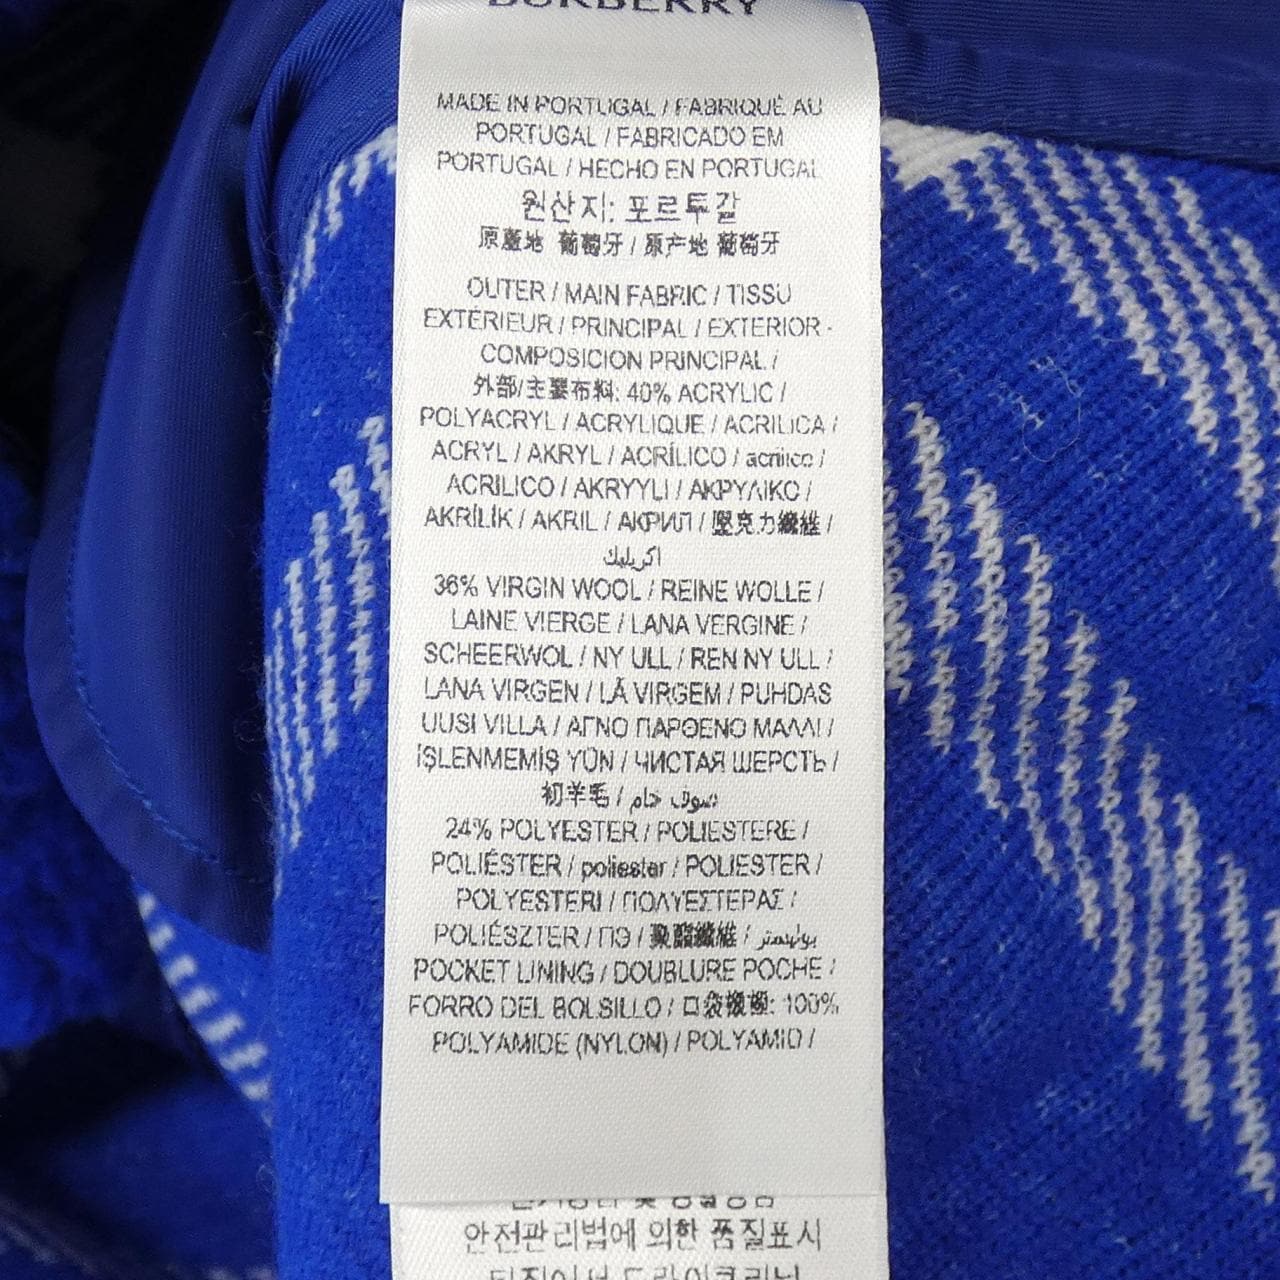 BURBERRY
MADE IN PORTUGAL / FABRIQUÉ AU
PORTUGAL / FABRICADO EM
PORTUGAL / HECHO EN PORTUGAL
원산지: 포르투갈
原產地 葡萄牙 / 原产地 葡萄牙
OUTER / MAIN FABRIC / TISSU
EXTÉRIEUR / PRINCIPAL / EXTERIOR -
COMPOSICION PRINCIPAL /
外部/主要布料: 40% ACRYLIC /
POLYACRYL / ACRYLIQUE / ACRILICA /
ACRYL / AKRYL / ACRÍLICO / acrílico /
ACRILICO / AKRYYLI / ΑΚΡΥΛΙΚΟ /
AKRİLİK / AKRIL / АКРИЛ / 壓克力纖維 /
اكريليك
36% VIRGIN WOOL / REINE WOLLE /
LAINE VIERGE / LANA VERGINE /
SCHEERWOL / NY ULL / REN NY ULL /
LANA VIRGEN / LÃ VIRGEM / PUHDAS
UUSI VILLA / ΑΓΝΟ ΠΑΡΘΕΝΟ ΜΑΛΛΙ /
İŞLENMEMİŞ YÜN / ЧИСТАЯ ШЕРСТЬ /
初羊毛 / صوف خام
24% POLYESTER / POLIESTERE /
POLIÉSTER / poliester / POLIESTER /
POLYESTERI / ΠΟΛΥΕΣΤΕΡΑΣ /
POLIÉSZTER / ПЭ / 聚酯纖維 / بوليستر
POCKET LINING / DOUBLURE POCHE /
FORRO DEL BOLSILLO / 口袋機裡: 100%
POLYAMIDE (NYLON) / POLYAMID /
안전관리법에 의한 품질표시